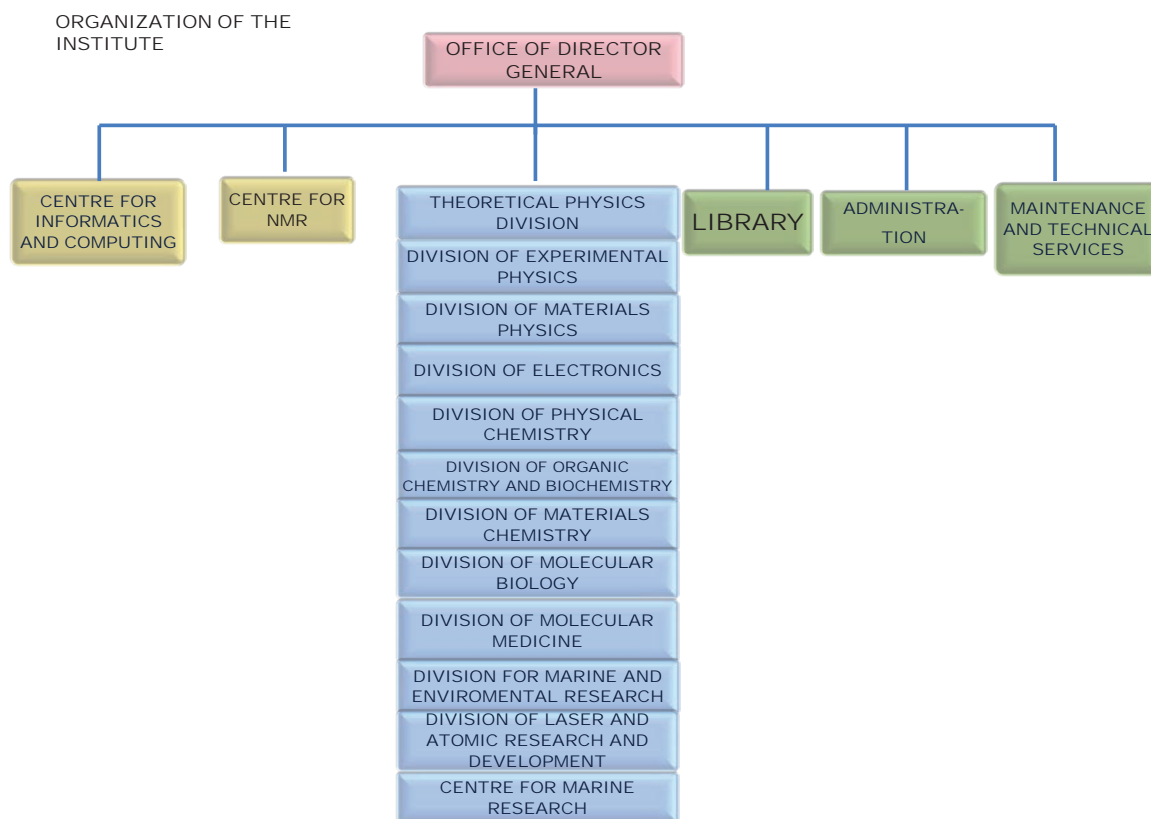 ORGANIZATION OF THE
INSTITUTE
OFFICE OF DIRECTOR
GENERAL
CENTRE FOR
INFORMATICS
AND COMPUTING
CENTRE FOR
NMR
THEORETICAL PHYSICS
DIVISION
DIVISION OF EXPERIMENTAL
PHYSICS
DIVISION OF MATERIALS
PHYSICS
DIVISION OF ELECTRONICS
DIVISION OF PHYSICAL
CHEMISTRY
DIVISION OF ORGANIC
CHEMISTRY AND BIOCHEMISTRY
DIVISION OF MATERIALS
CHEMISTRY
DIVISION OF MOLECULAR
BIOLOGY
DIVISION OF MOLECULAR
MEDICINE
DIVISION FOR MARINE AND
ENVIROMENTAL RESEARCH
DIVISION OF LASER AND
ATOMIC RESEARCH AND
DEVELOPMENT
CENTRE FOR MARINE
RESEARCH
LIBRARY
ADMINISTRA-
TION
MAINTENANCE
AND TECHNICAL
SERVICES